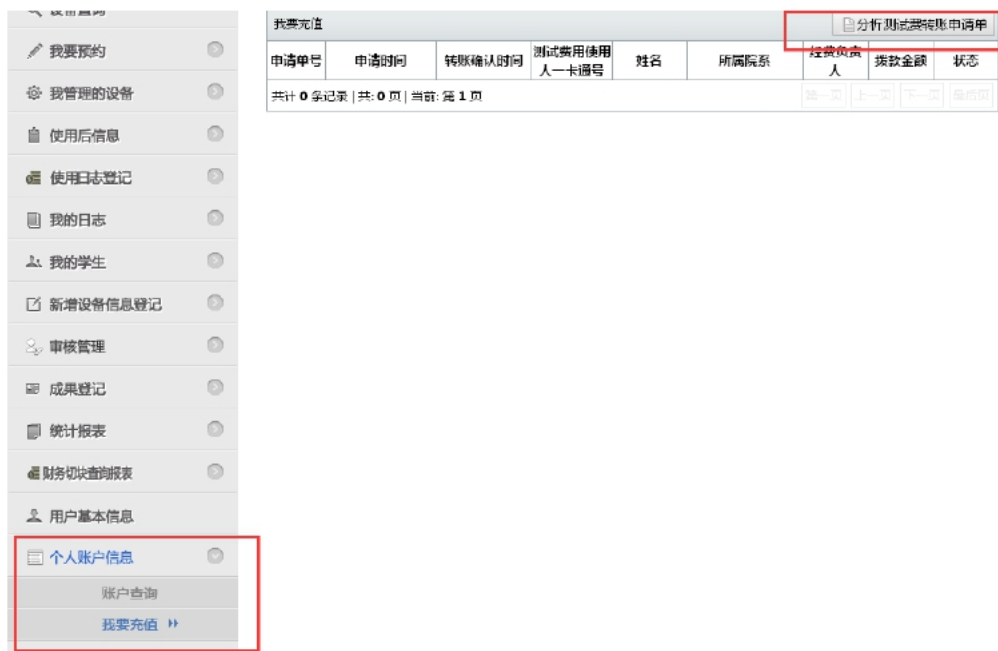 设备查询
我要预约
我管理的设备
使用后信息
使用日志登记
我的日志
我的学生
新增设备信息登记
审核管理
成果登记
统计报表
财务切块查询报表
用户基本信息
个人账户信息
账户查询
我要充值
我要充值
分析测试费转账申请单
申请单号 申请时间 转账确认时间 测试费用使用人一卡通号 姓名 所属院系 经费负责人 拨款金额 状态
共计 0 条记录 | 共: 0 页 | 当前: 第 1 页
第一页 上一页 下一页 最后页